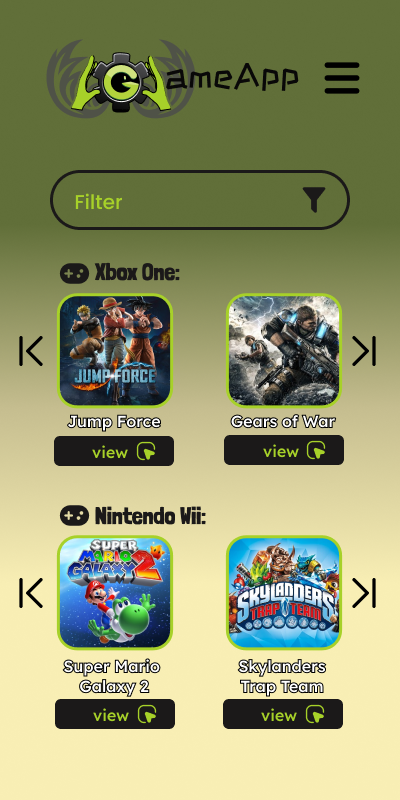 GameApp
Filter
Xbox One:
JUMP FORCE
Jump Force
Gears of War
view
view
Nintendo Wii:
SUPER
MARIO
GALAXY 2
SKYLANDERS
TRAP TEAM
Super Mario
Galaxy 2
Skylanders
Trap Team
view
view